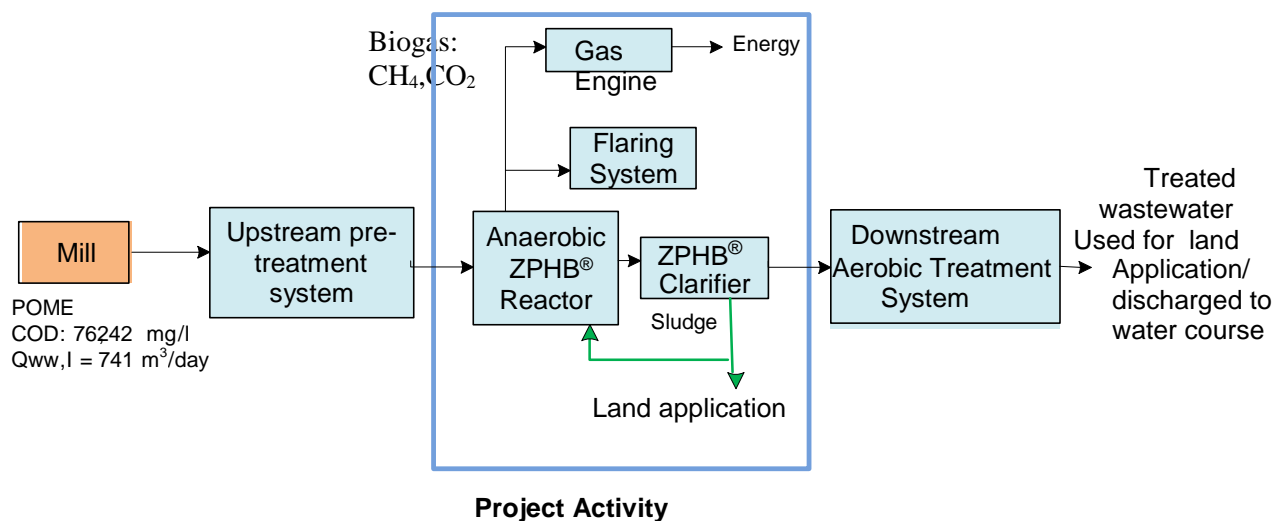 Biogas:
CH₄,CO₂
Gas
Engine
Energy
Flaring
System
Mill
Upstream pre-
treatment
system
Anaerobic
ZPHB®
Reactor
ZPHB®
Clarifier
Sludge
Downstream
Aerobic Treatment
System
Treated
wastewater
Used for land
Application/
discharged to
water course
POME
COD: 76,242 mg/l
Qww,I = 741 m³/day
Land application
Project Activity